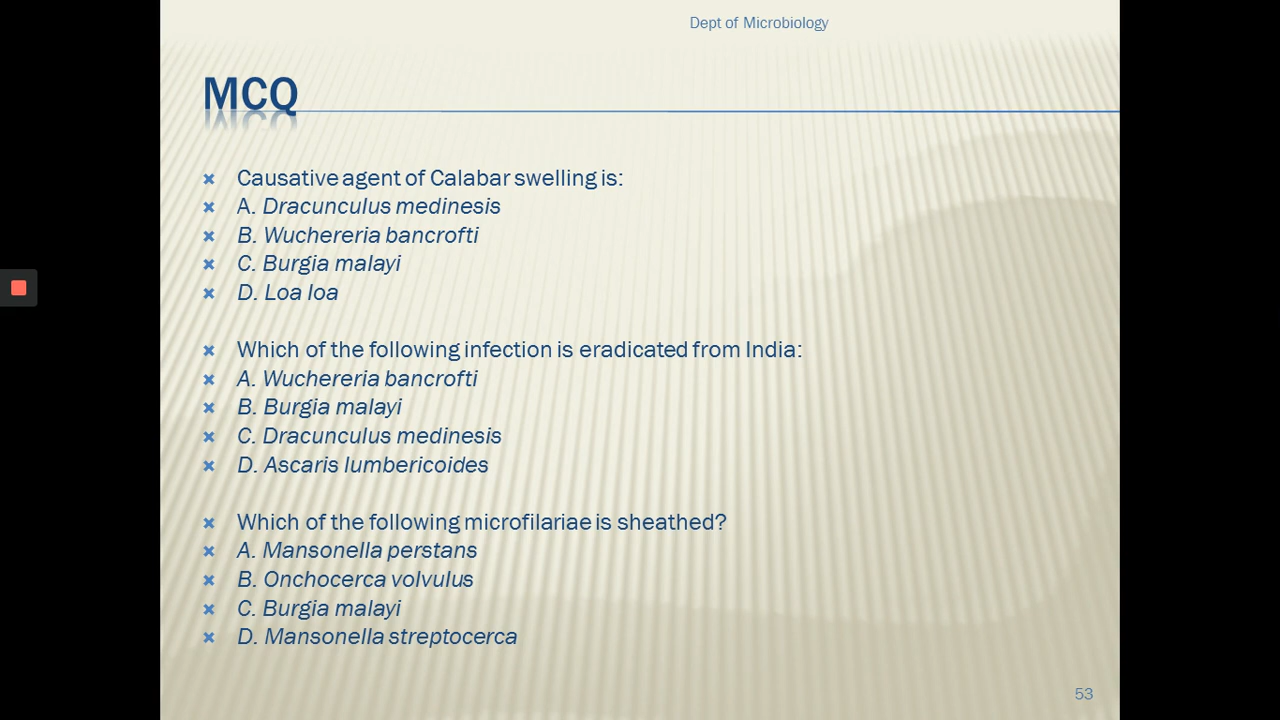 Dept of Microbiology
MCQ
Causative agent of Calabar swelling is:
A. Dracunculus medinesis
B. Wuchereria bancrofti
C. Burgia malayi
D. Loa loa
Which of the following infection is eradicated from India:
A. Wuchereria bancrofti
B. Burgia malayi
C. Dracunculus medinesis
D. Ascaris lumbericoides
Which of the following microfilariae is sheathed?
A. Mansonella perstans
B. Onchocerca volvulus
C. Burgia malayi
D. Mansonella streptocerca
53